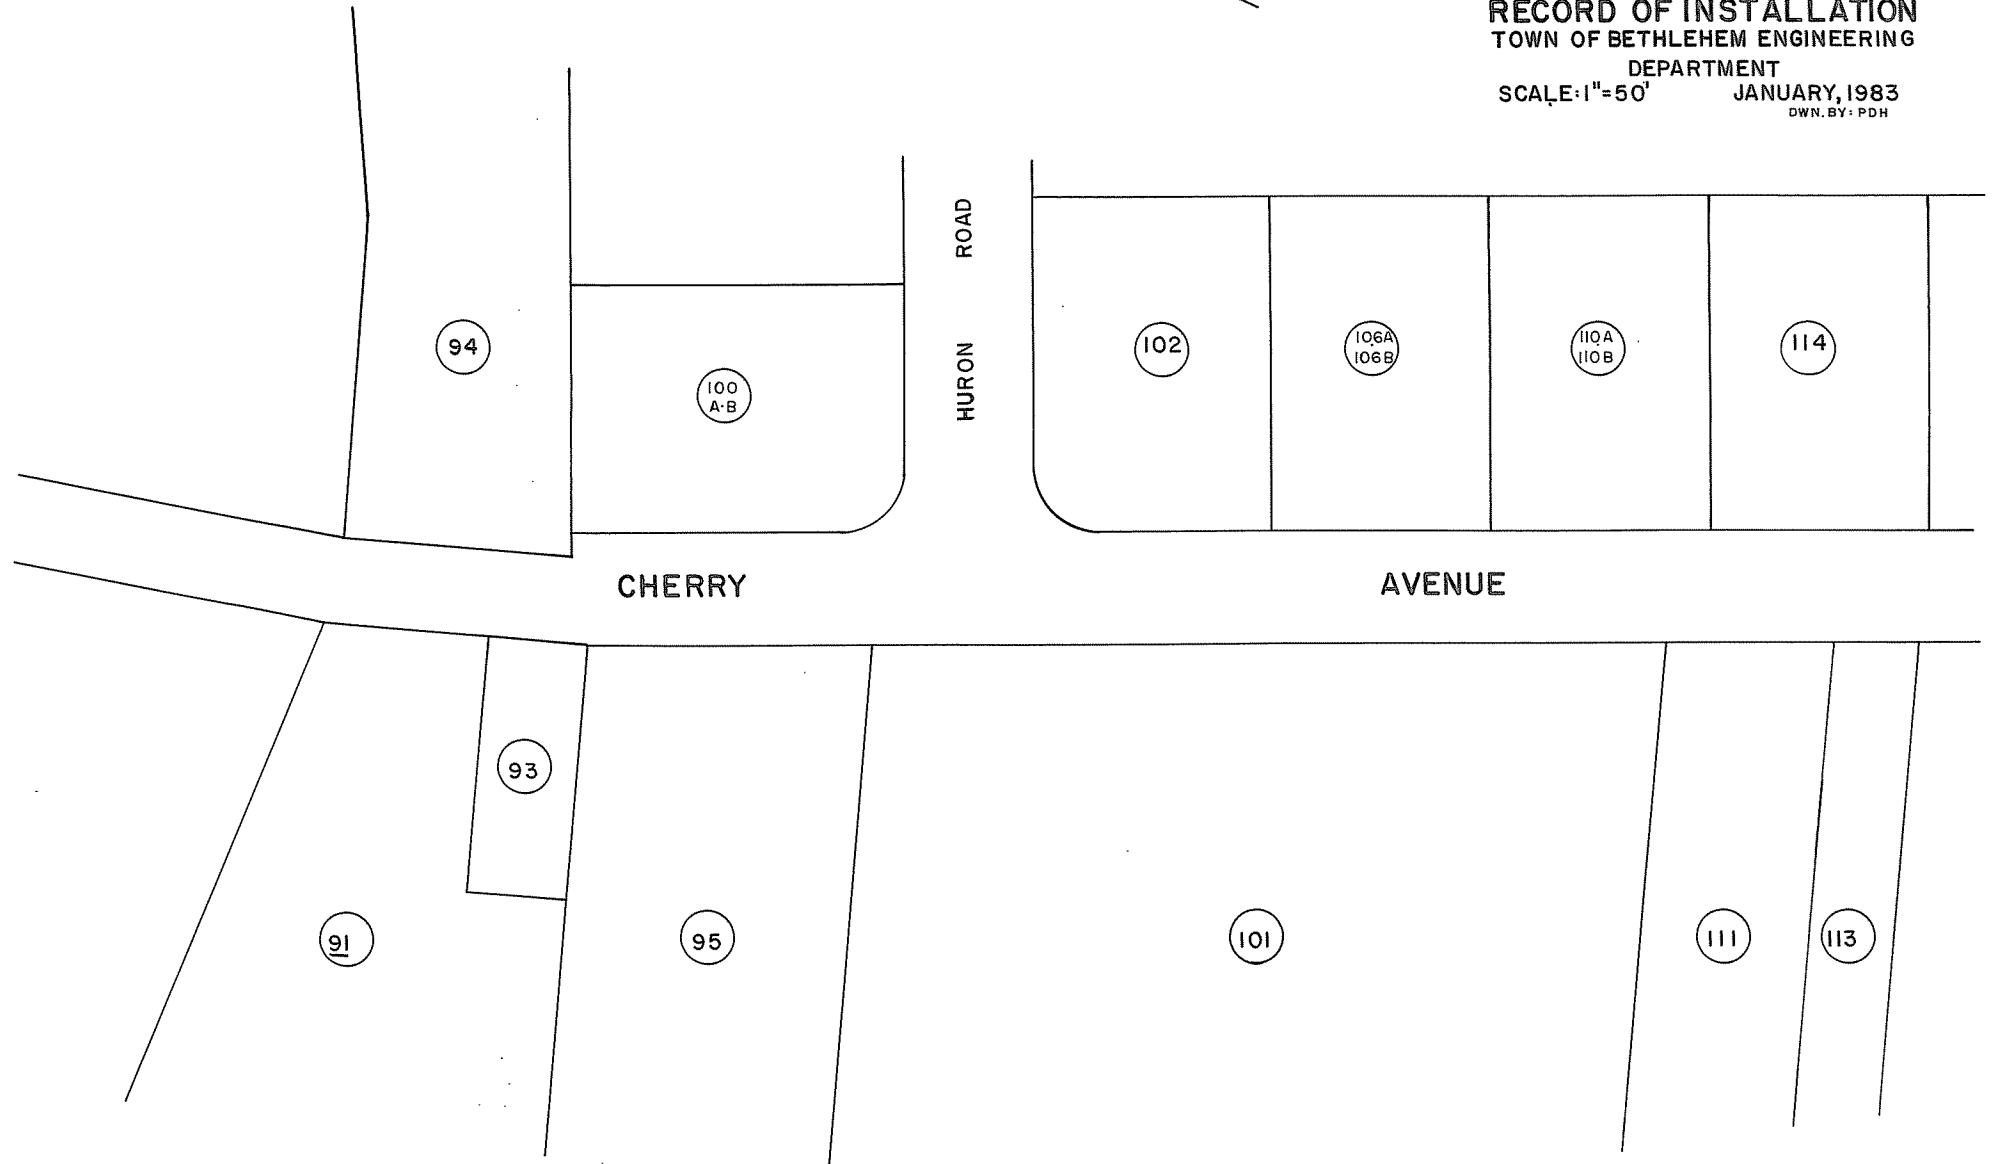 RECORD OF INSTALLATION
TOWN OF BETHLEHEM ENGINEERING
DEPARTMENT
SCALE:1"=50' JANUARY, 1983
DWN. BY: PDH
HURON ROAD
94
100
A-B
102
106A
106B
110A
110B
114
CHERRY AVENUE
93
91
95
101
111
113